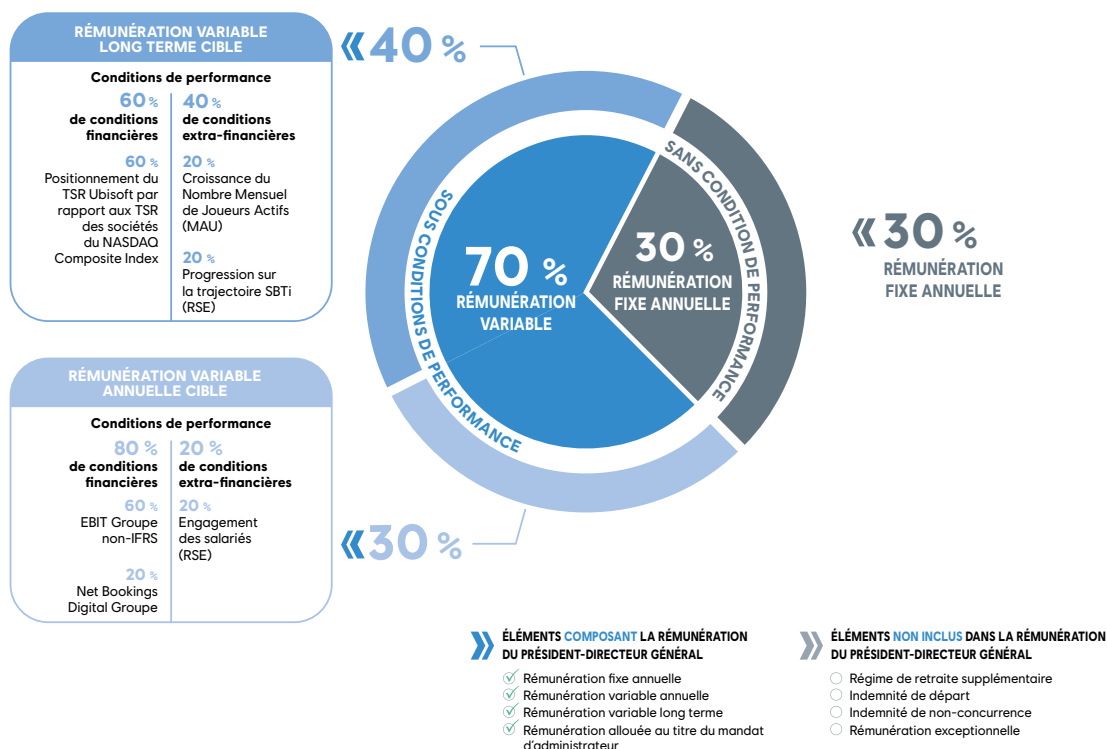 RÉMUNÉRATION VARIABLE
LONG TERME CIBLE
Conditions de performance
60 %
de conditions
financières
60 %
Positionnement du
TSR Ubisoft par
rapport aux TSR
des sociétés
du NASDAQ
Composite Index
40 %
de conditions
extra-financières
20 %
Croissance du
Nombre Mensuel
de Joueurs Actifs
(MAU)
20 %
Progression sur
la trajectoire SBTi
(RSE)
40 %
SOUS CONDITIONS DE PERFORMANCE
70 %
RÉMUNÉRATION
VARIABLE
SANS CONDITION DE PERFORMANCE
30 %
RÉMUNÉRATION
FIXE ANNUELLE
30 %
RÉMUNÉRATION
FIXE ANNUELLE
RÉMUNÉRATION VARIABLE
ANNUELLE CIBLE
Conditions de performance
80 %
de conditions
financières
60 %
EBIT Groupe
non-IFRS
20 %
Net Bookings
Digital Groupe
20 %
de conditions
extra-financières
20 %
Engagement
des salariés
(RSE)
30 %
ÉLÉMENTS COMPOSANT LA RÉMUNÉRATION
DU PRÉSIDENT-DIRECTEUR GÉNÉRAL
Rémunération fixe annuelle
Rémunération variable annuelle
Rémunération variable long terme
Rémunération allouée au titre du mandat
d'administrateur
ÉLÉMENTS NON INCLUS DANS LA RÉMUNÉRATION
DU PRÉSIDENT-DIRECTEUR GÉNÉRAL
Régime de retraite supplémentaire
Indemnité de départ
Indemnité de non-concurrence
Rémunération exceptionnelle